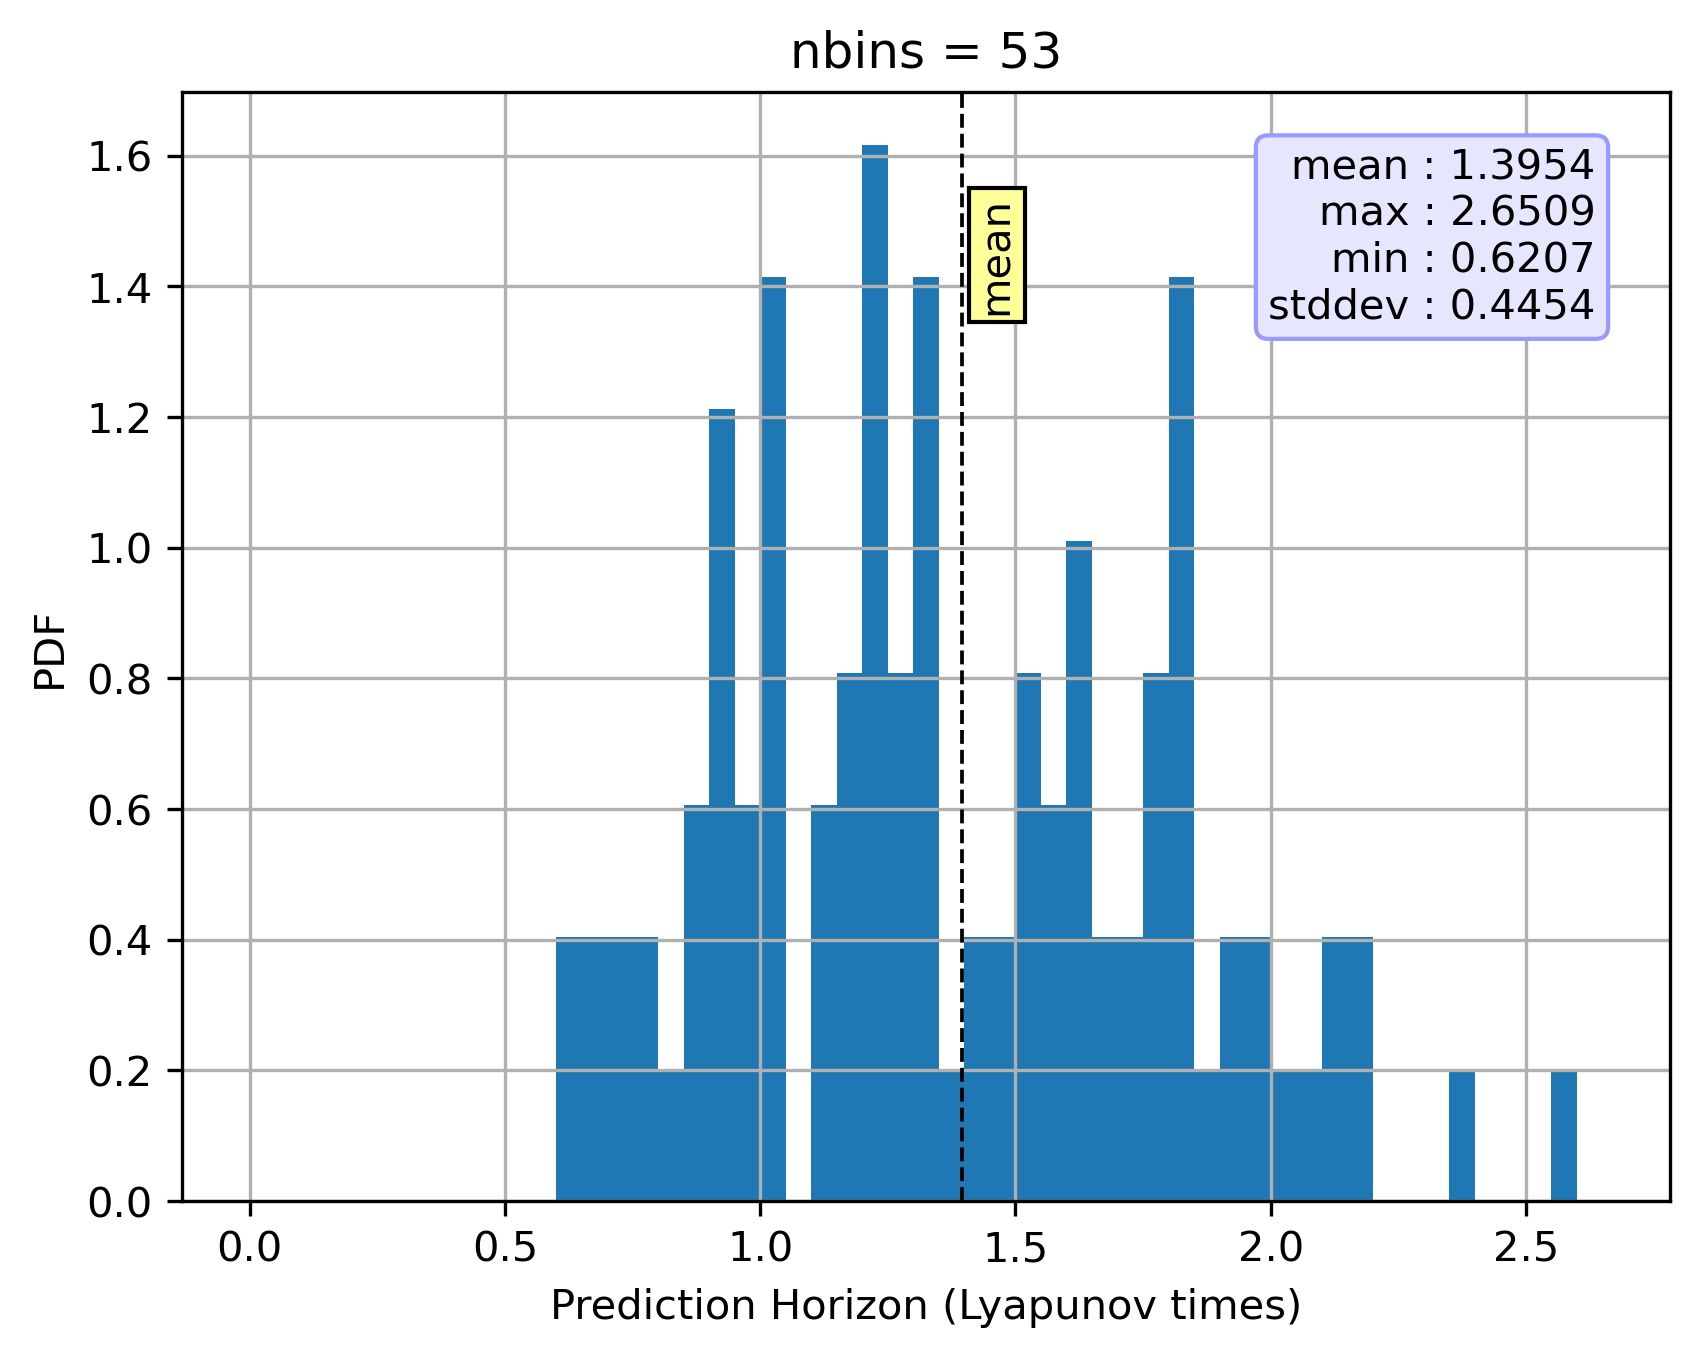 nbins = 53
mean : 1.3954
max : 2.6509
min : 0.6207
stddev : 0.4454
mean
PDF
1.6
1.4
1.2
1.0
0.8
0.6
0.4
0.2
0.0
0.0 0.5 1.0 1.5 2.0 2.5
Prediction Horizon (Lyapunov times)